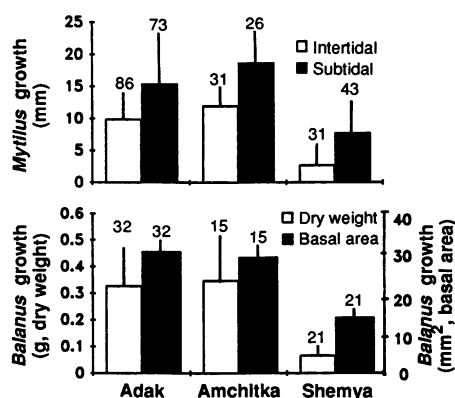 25
20
15
10
5
0
Mytilus growth
(mm)
86
73
31
26
31
43
Intertidal
Subtidal
0.6
0.5
0.4
0.3
0.2
0.1
0
Balanus growth
(g, dry weight)
32
32
15
15
21
21
Dry weight
Basal area
40
30
20
10
0
Balanus growth
(mm2, basal area)
Adak
Amchitka
Shemya